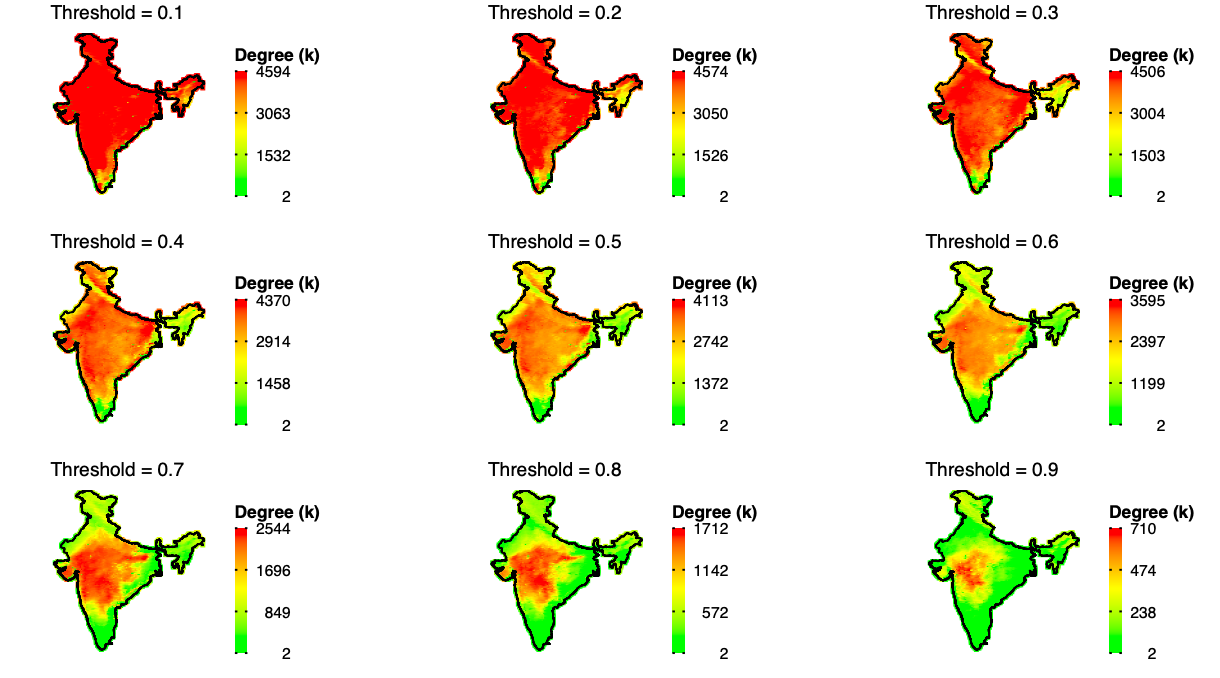 Threshold = 0.1
Degree (k)
4594
3063
1532
2
Threshold = 0.2
Degree (k)
4574
3050
1526
2
Threshold = 0.3
Degree (k)
4506
3004
1503
2
Threshold = 0.4
Degree (k)
4370
2914
1458
2
Threshold = 0.5
Degree (k)
4113
2742
1372
2
Threshold = 0.6
Degree (k)
3595
2397
1199
2
Threshold = 0.7
Degree (k)
2544
1696
849
2
Threshold = 0.8
Degree (k)
1712
1142
572
2
Threshold = 0.9
Degree (k)
710
474
238
2